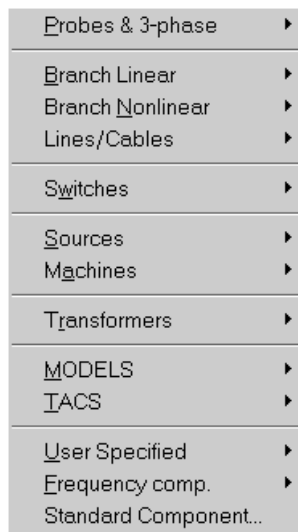 Probes & 3-phase
Branch Linear
Branch Nonlinear
Lines/Cables
Switches
Sources
Machines
Transformers
MODELS
TACS
User Specified
Frequency comp.
Standard Component...